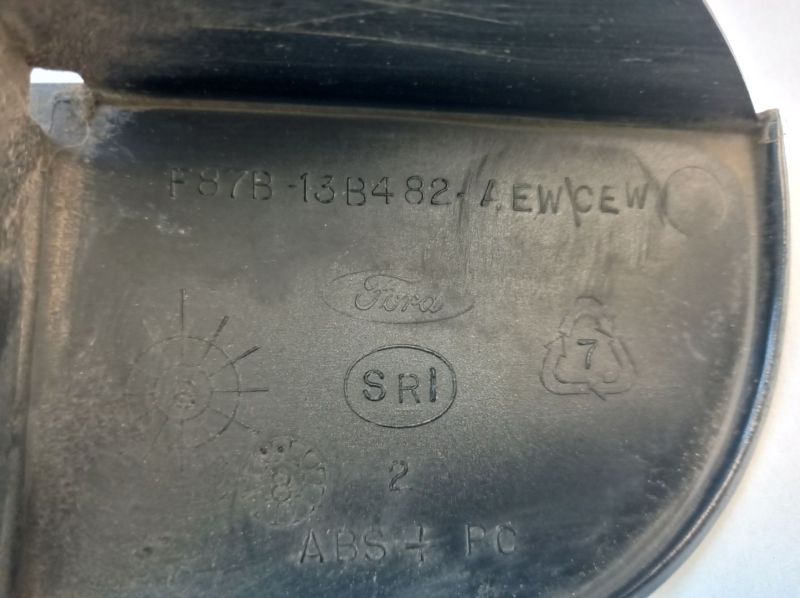 F87B-13B482-AEW\CEW
Ford
SRI
7
8
2
ABS + PC